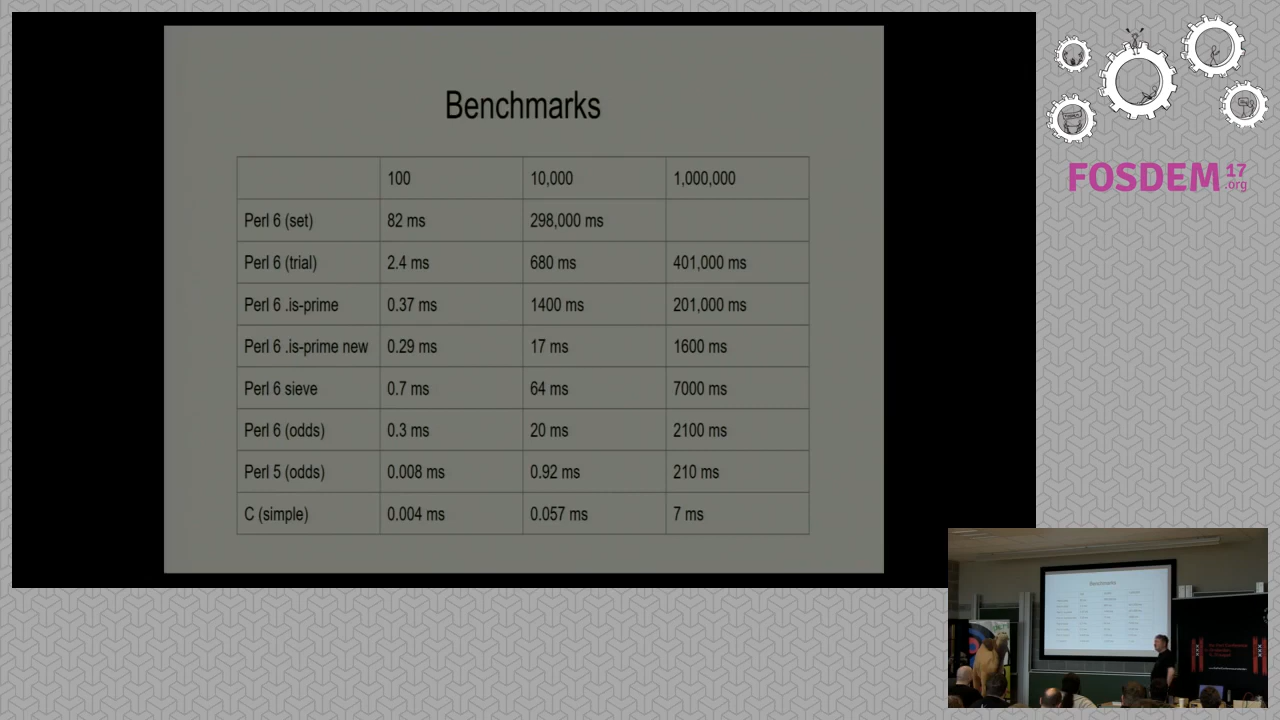 Benchmarks
100 10,000 1,000,000
Perl 6 (set) 82 ms 298,000 ms
Perl 6 (trial) 2.4 ms 680 ms 401,000 ms
Perl 6 .is-prime 0.37 ms 1400 ms 201,000 ms
Perl 6 .is-prime new 0.29 ms 17 ms 1600 ms
Perl 6 sieve 0.7 ms 64 ms 7000 ms
Perl 6 (odds) 0.3 ms 20 ms 2100 ms
Perl 5 (odds) 0.008 ms 0.92 ms 210 ms
C (simple) 0.004 ms 0.057 ms 7 ms
FOSDEM 17
.org
Benchmarks